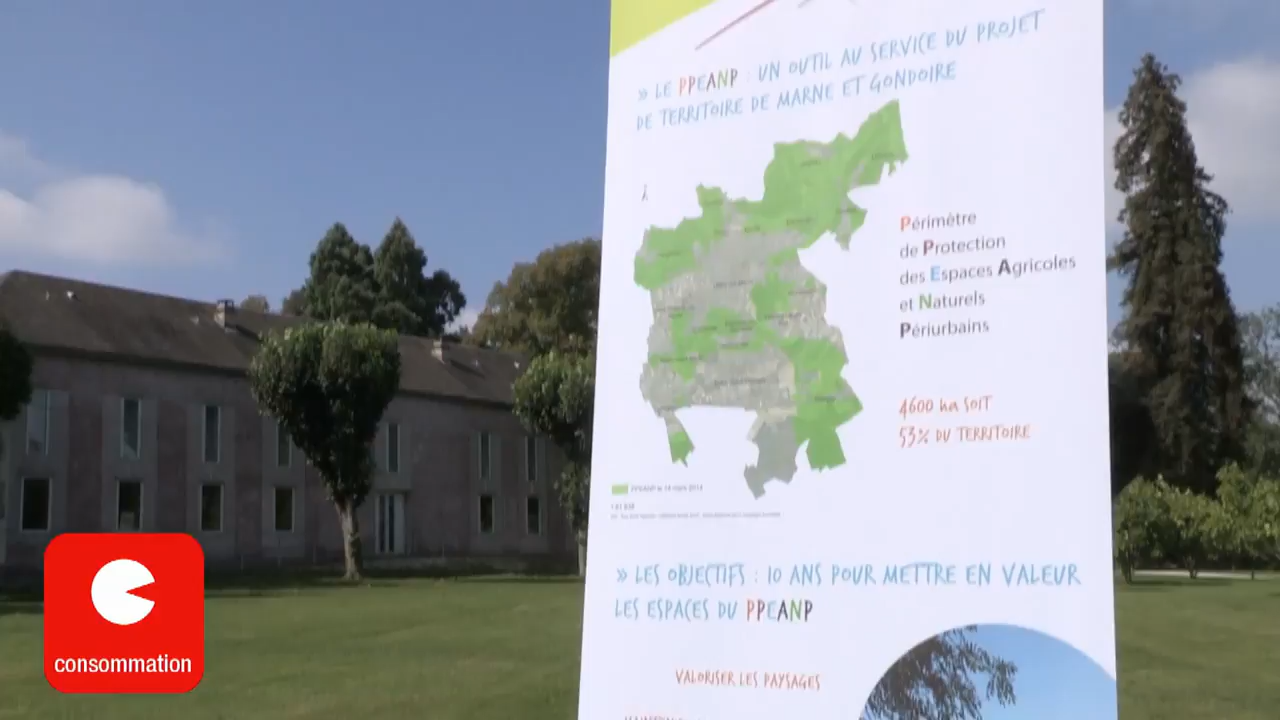 » LE PPEANP : UN OUTIL AU SERVICE DU PROJET
DE TERRITOIRE DE MARNE ET GONDOIRE
Périmètre
de Protection
des Espaces Agricoles
et Naturels
Périurbains
4600 ha SOIT
53% DU TERRITOIRE
» LES OBJECTIFS : 10 ANS POUR METTRE EN VALEUR
LES ESPACES DU PPEANP
VALORISER LES PAYSAGES
consommation